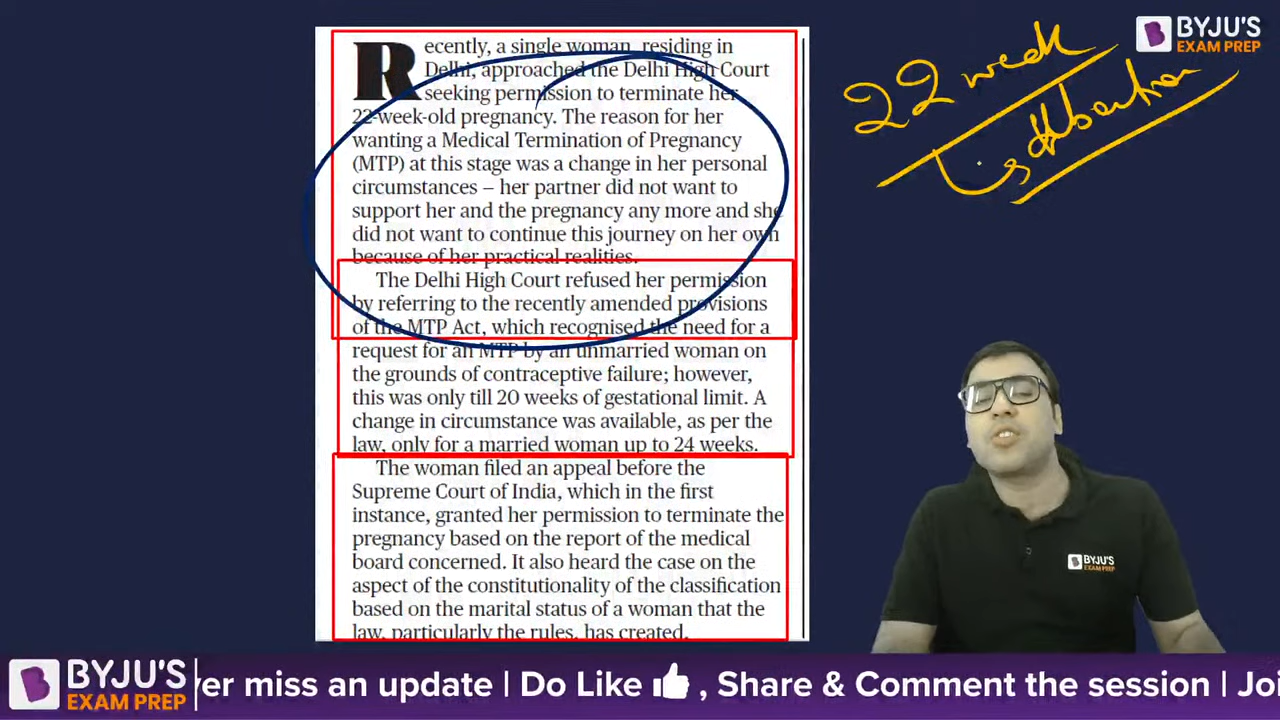 Recently, a single woman, residing in
Delhi, approached the Delhi High Court
seeking permission to terminate her
22-week-old pregnancy. The reason for her
wanting a Medical Termination of Pregnancy
(MTP) at this stage was a change in her personal
circumstances – her partner did not want to
support her and the pregnancy any more and she
did not want to continue this journey on her own
because of her practical realities.
The Delhi High Court refused her permission
by referring to the recently amended provisions
of the MTP Act, which recognised the need for a
request for an MTP by an unmarried woman on
the grounds of contraceptive failure; however,
this was only till 20 weeks of gestational limit. A
change in circumstance was available, as per the
law, only for a married woman up to 24 weeks.
The woman filed an appeal before the
Supreme Court of India, which in the first
instance, granted her permission to terminate the
pregnancy based on the report of the medical
board concerned. It also heard the case on the
aspect of the constitutionality of the classification
based on the marital status of a woman that the
law, particularly the rules, has created.
22 week
Abortion
BYJU'S
EXAM PREP
BYJU'S
EXAM PREP
BYJU'S
EXAM PREP
er miss an update | Do Like , Share & Comment the session | Joi